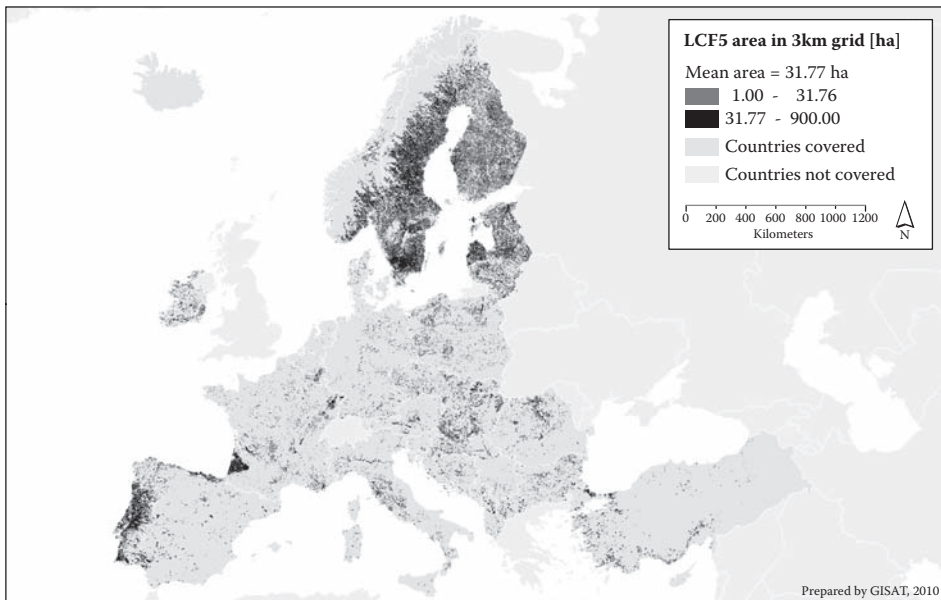 LCF5 area in 3km grid [ha]
Mean area = 31.77 ha
1.00 - 31.76
31.77 - 900.00
Countries covered
Countries not covered
0 200 400 600 800 1000 1200
Kilometers
N
Prepared by GISAT, 2010